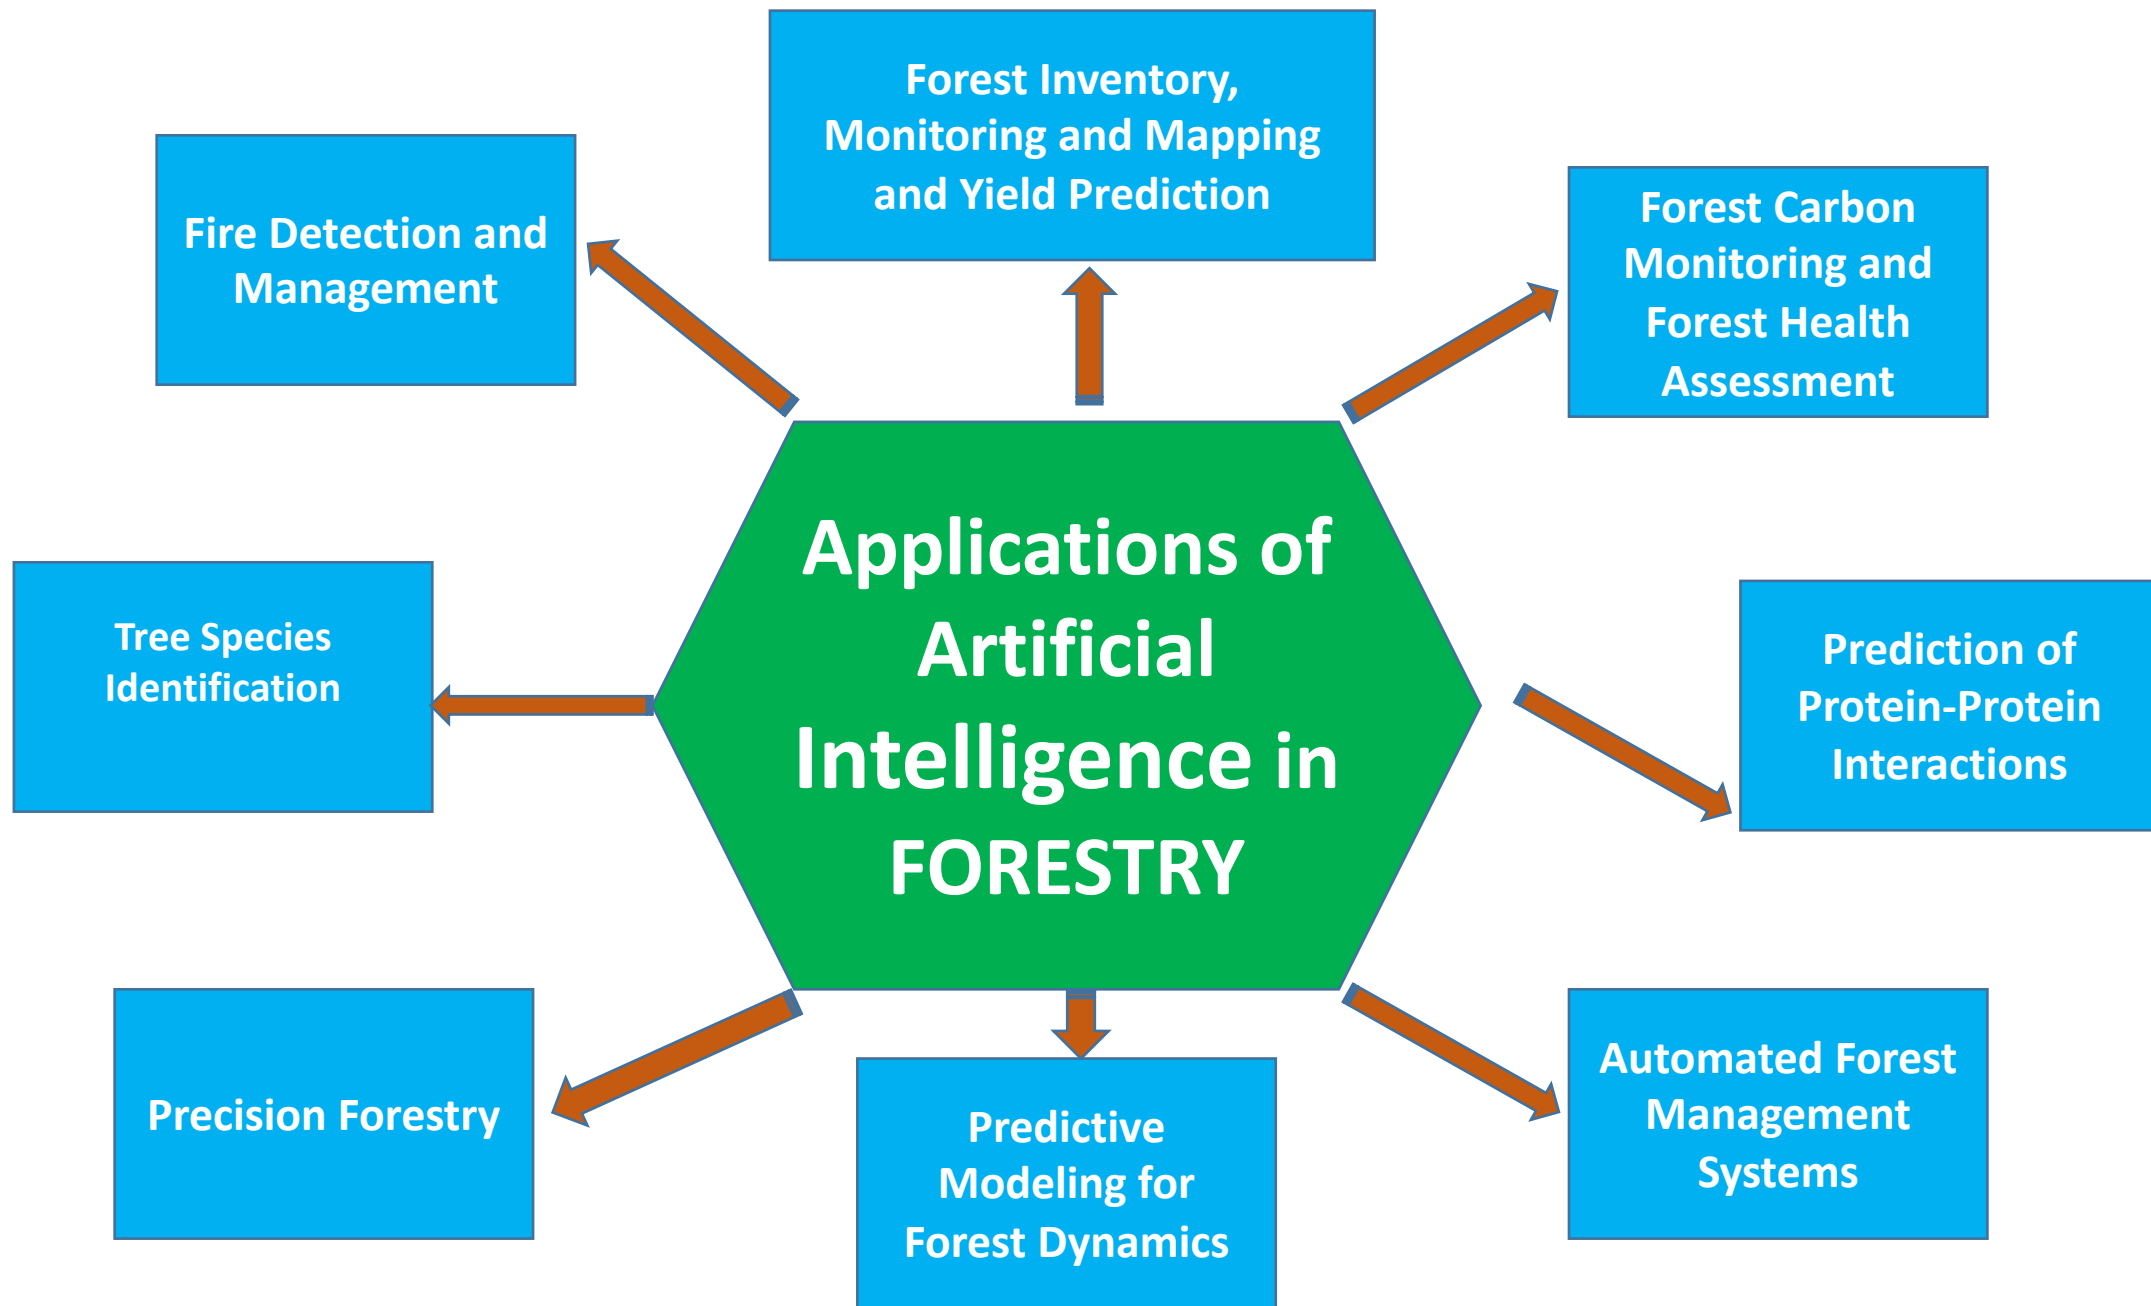 Forest Inventory,
Monitoring and Mapping
and Yield Prediction
Fire Detection and
Management
Forest Carbon
Monitoring and
Forest Health
Assessment
Applications of
Artificial
Intelligence in
FORESTRY
Tree Species
Identification
Prediction of
Protein-Protein
Interactions
Precision Forestry
Predictive
Modeling for
Forest Dynamics
Automated Forest
Management
Systems